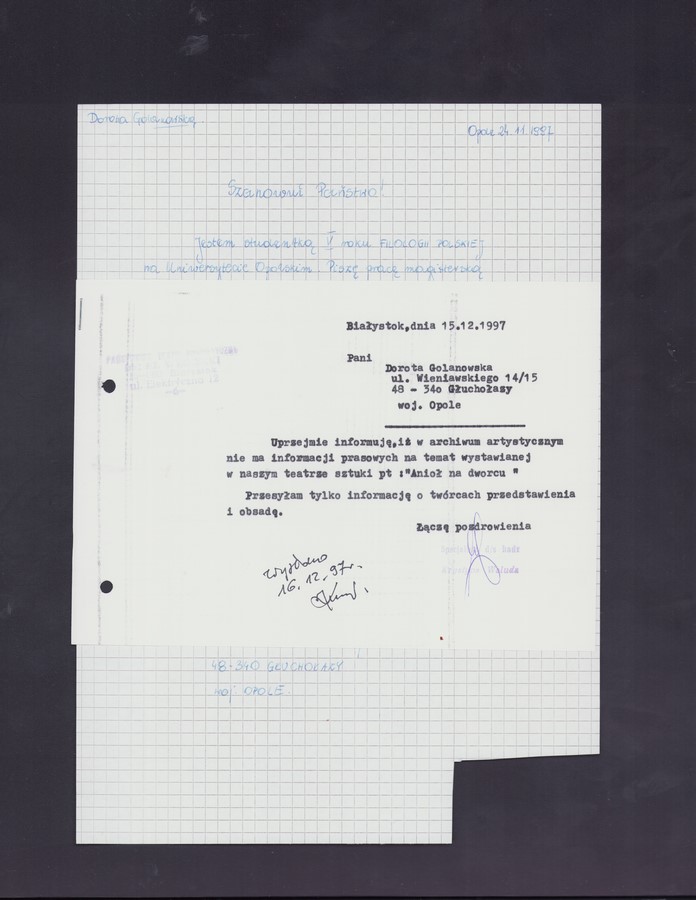 Dorota Golanowska
Opole 24.11.1997
Szanowni Państwo!
Jestem studentką V roku FILOLOGII POLSKIEJ
na Uniwersytecie Opolskim. Piszę pracę magisterską
Białystok,dnia 15.12.1997
Pani
Dorota Golanowska
ul. Wieniawskiego 14/15
48 - 34o Głuchołazy
woj. Opole
Uprzejmie informuję,iż w archiwum artystycznym
nie ma informacji prasowych na temat wystawianej
w naszym teatrze sztuki pt :"Anioł na dworcu "
Przesyłam tylko informację o twórcach przedstawienia
i obsadę.
Łączę pozdrowienia
wysłano
16.12.97r.
48-340 GŁUCHOŁAZY
woj OPOLE.